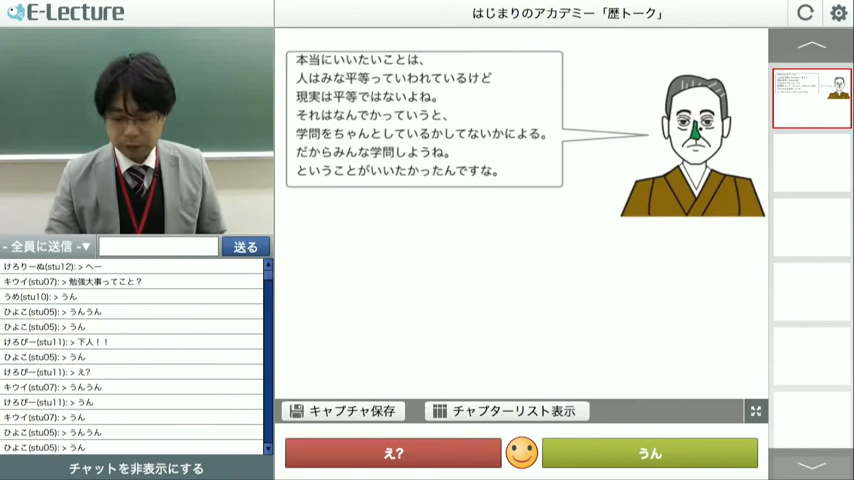 E-Lecture
はじまりのアカデミー「歴トーク」
本当にいいたいことは、
人はみな平等っていわれているけど
現実は平等ではないよね。
それはなんでかっていうと、
学問をちゃんとしているかしてないかによる。
だからみんな学問しようね。
ということがいいたかったんですな。
- 全員に送信 -▼
送る
けろりーぬ(stu12): > へー
キウイ(stu07): > 勉強大事ってこと？
うめ(stu10): > うん
ひよこ(stu05): > うんうん
ひよこ(stu05): > うん
けろぴー(stu11): > 下人！！
ひよこ(stu05): > うん
けろぴー(stu11): > え?
キウイ(stu07): > うんうん
けろぴー(stu11): > うん
キウイ(stu07): > うん
ひよこ(stu05): > うんうん
ひよこ(stu05): > うん
チャットを非表示にする
キャプチャ保存
チャプターリスト表示
え?
うん